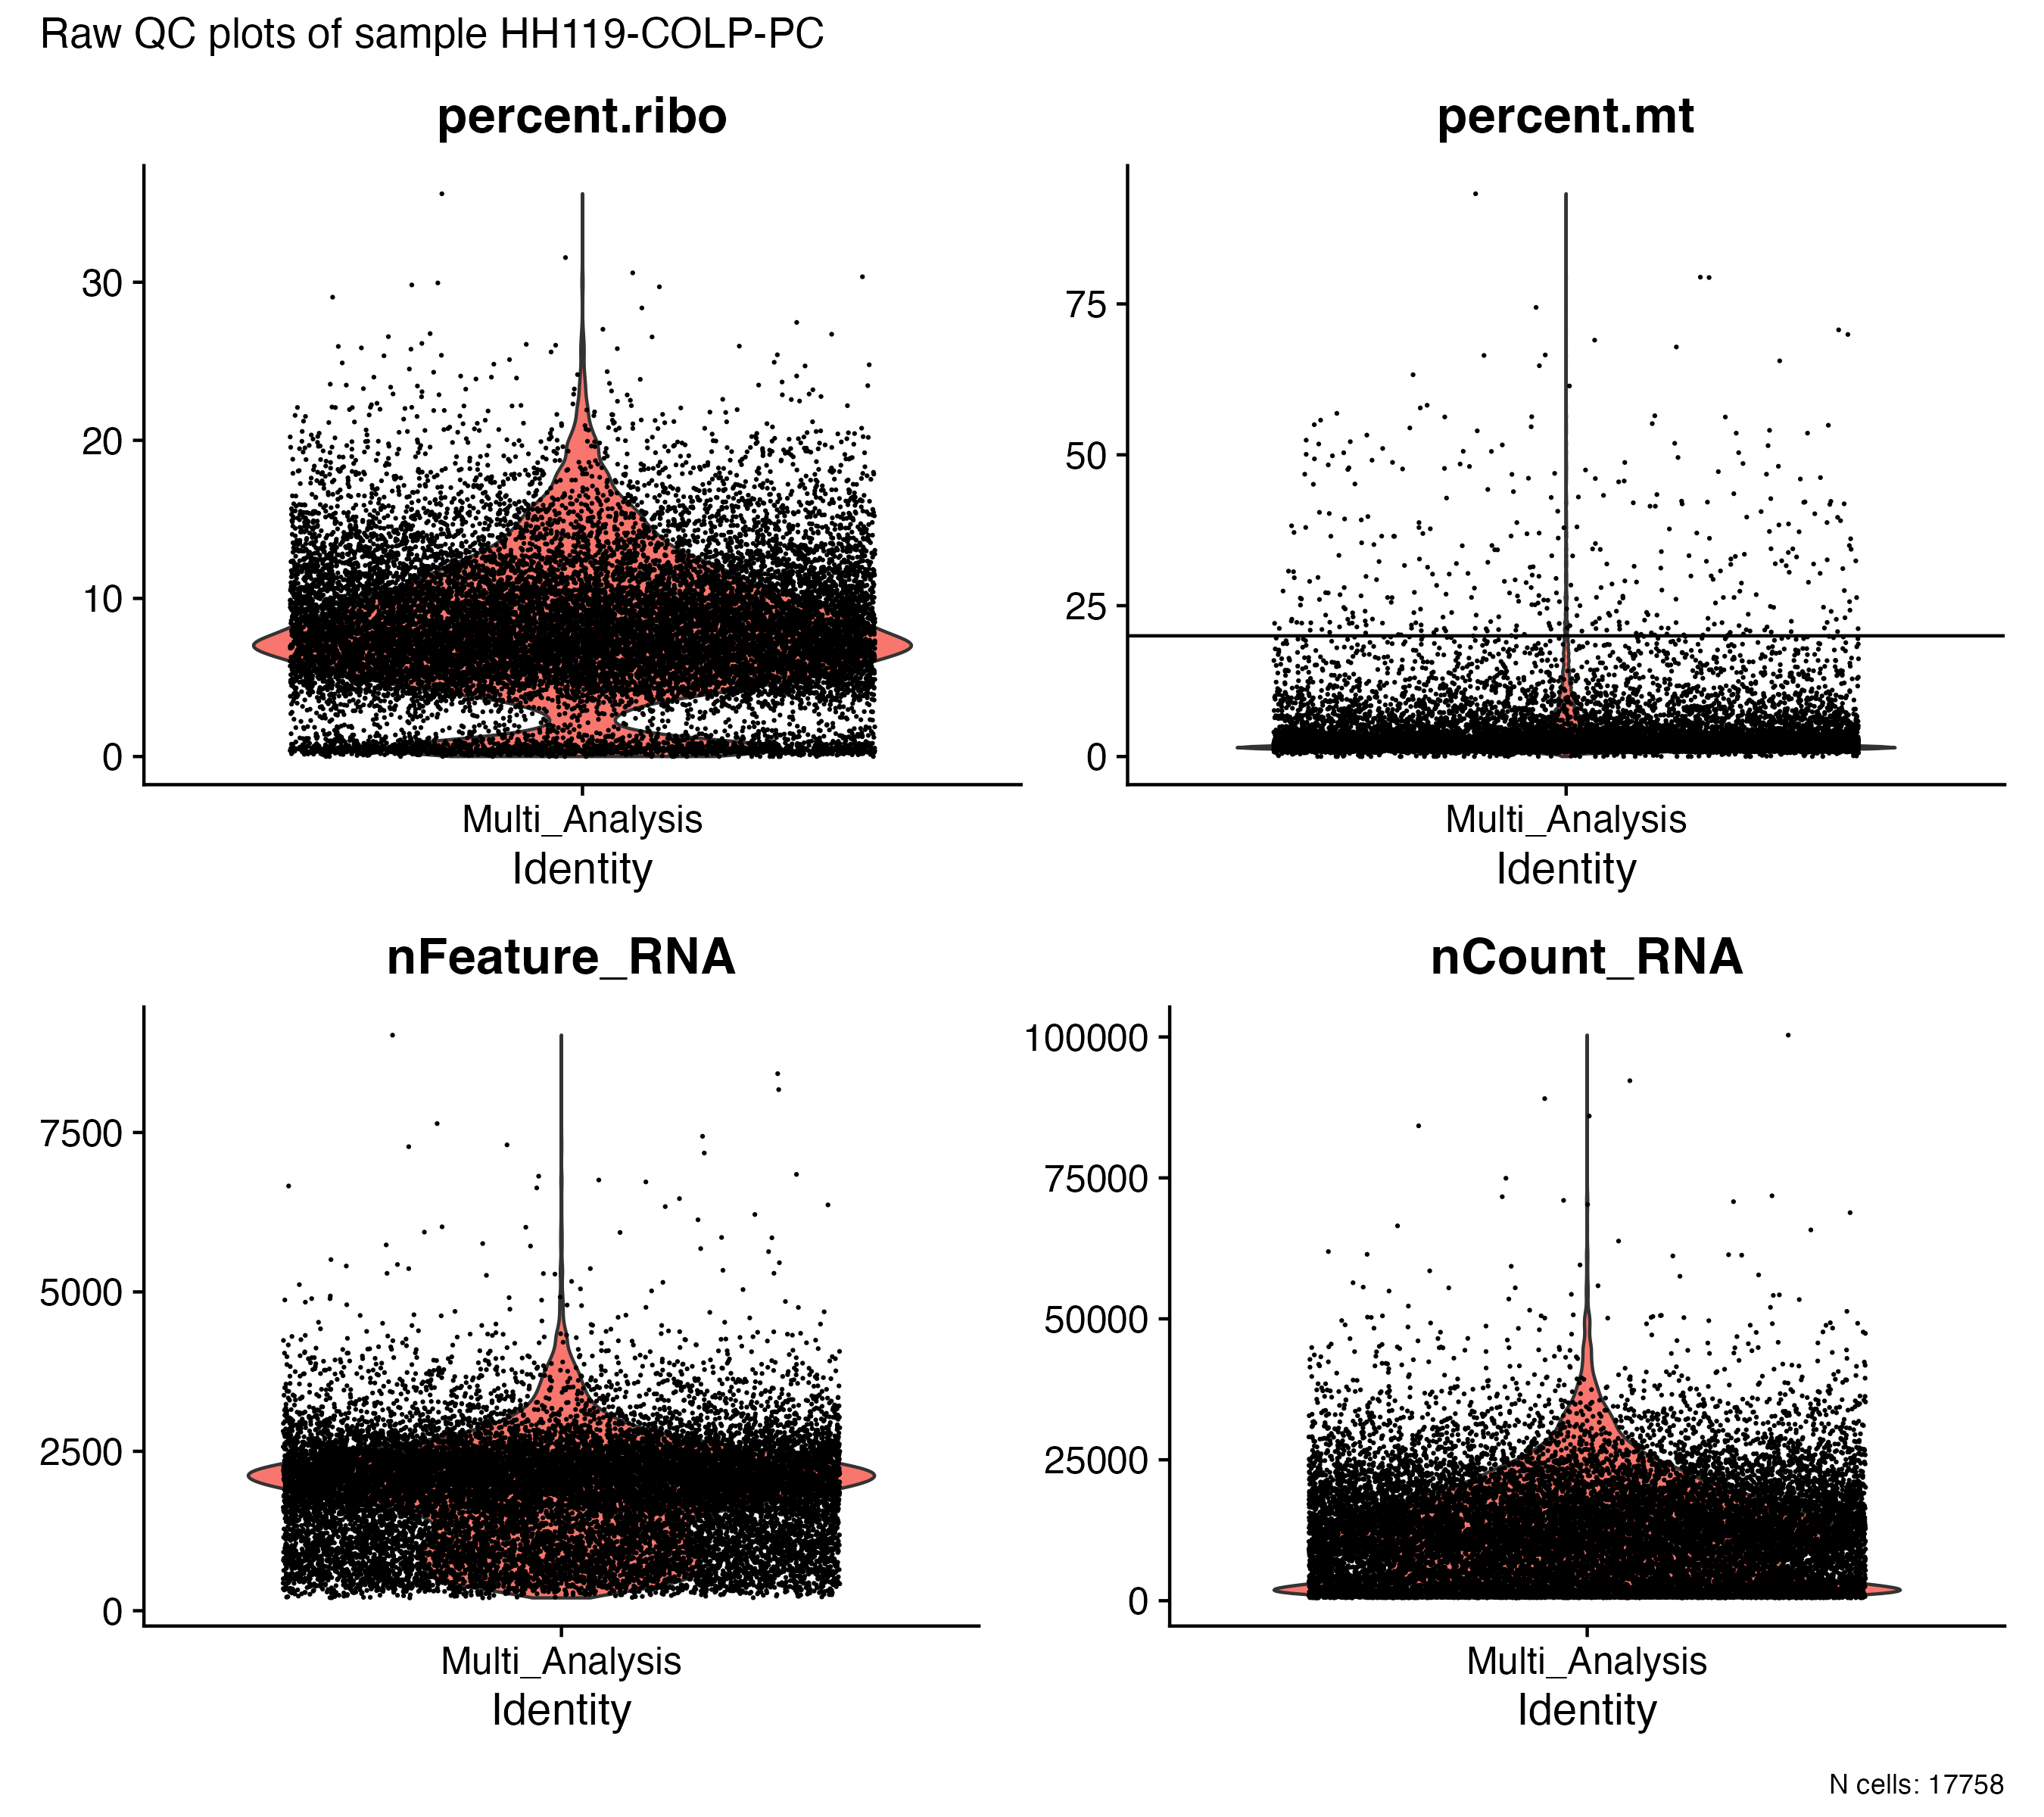 Raw QC plots of sample HH119-COLP-PC
percent.ribo
30
20
10
0
Multi_Analysis
Identity
percent.mt
75
50
25
0
Multi_Analysis
Identity
nFeature_RNA
7500
5000
2500
0
Multi_Analysis
Identity
nCount_RNA
100000
75000
50000
25000
0
Multi_Analysis
Identity
N cells: 17758